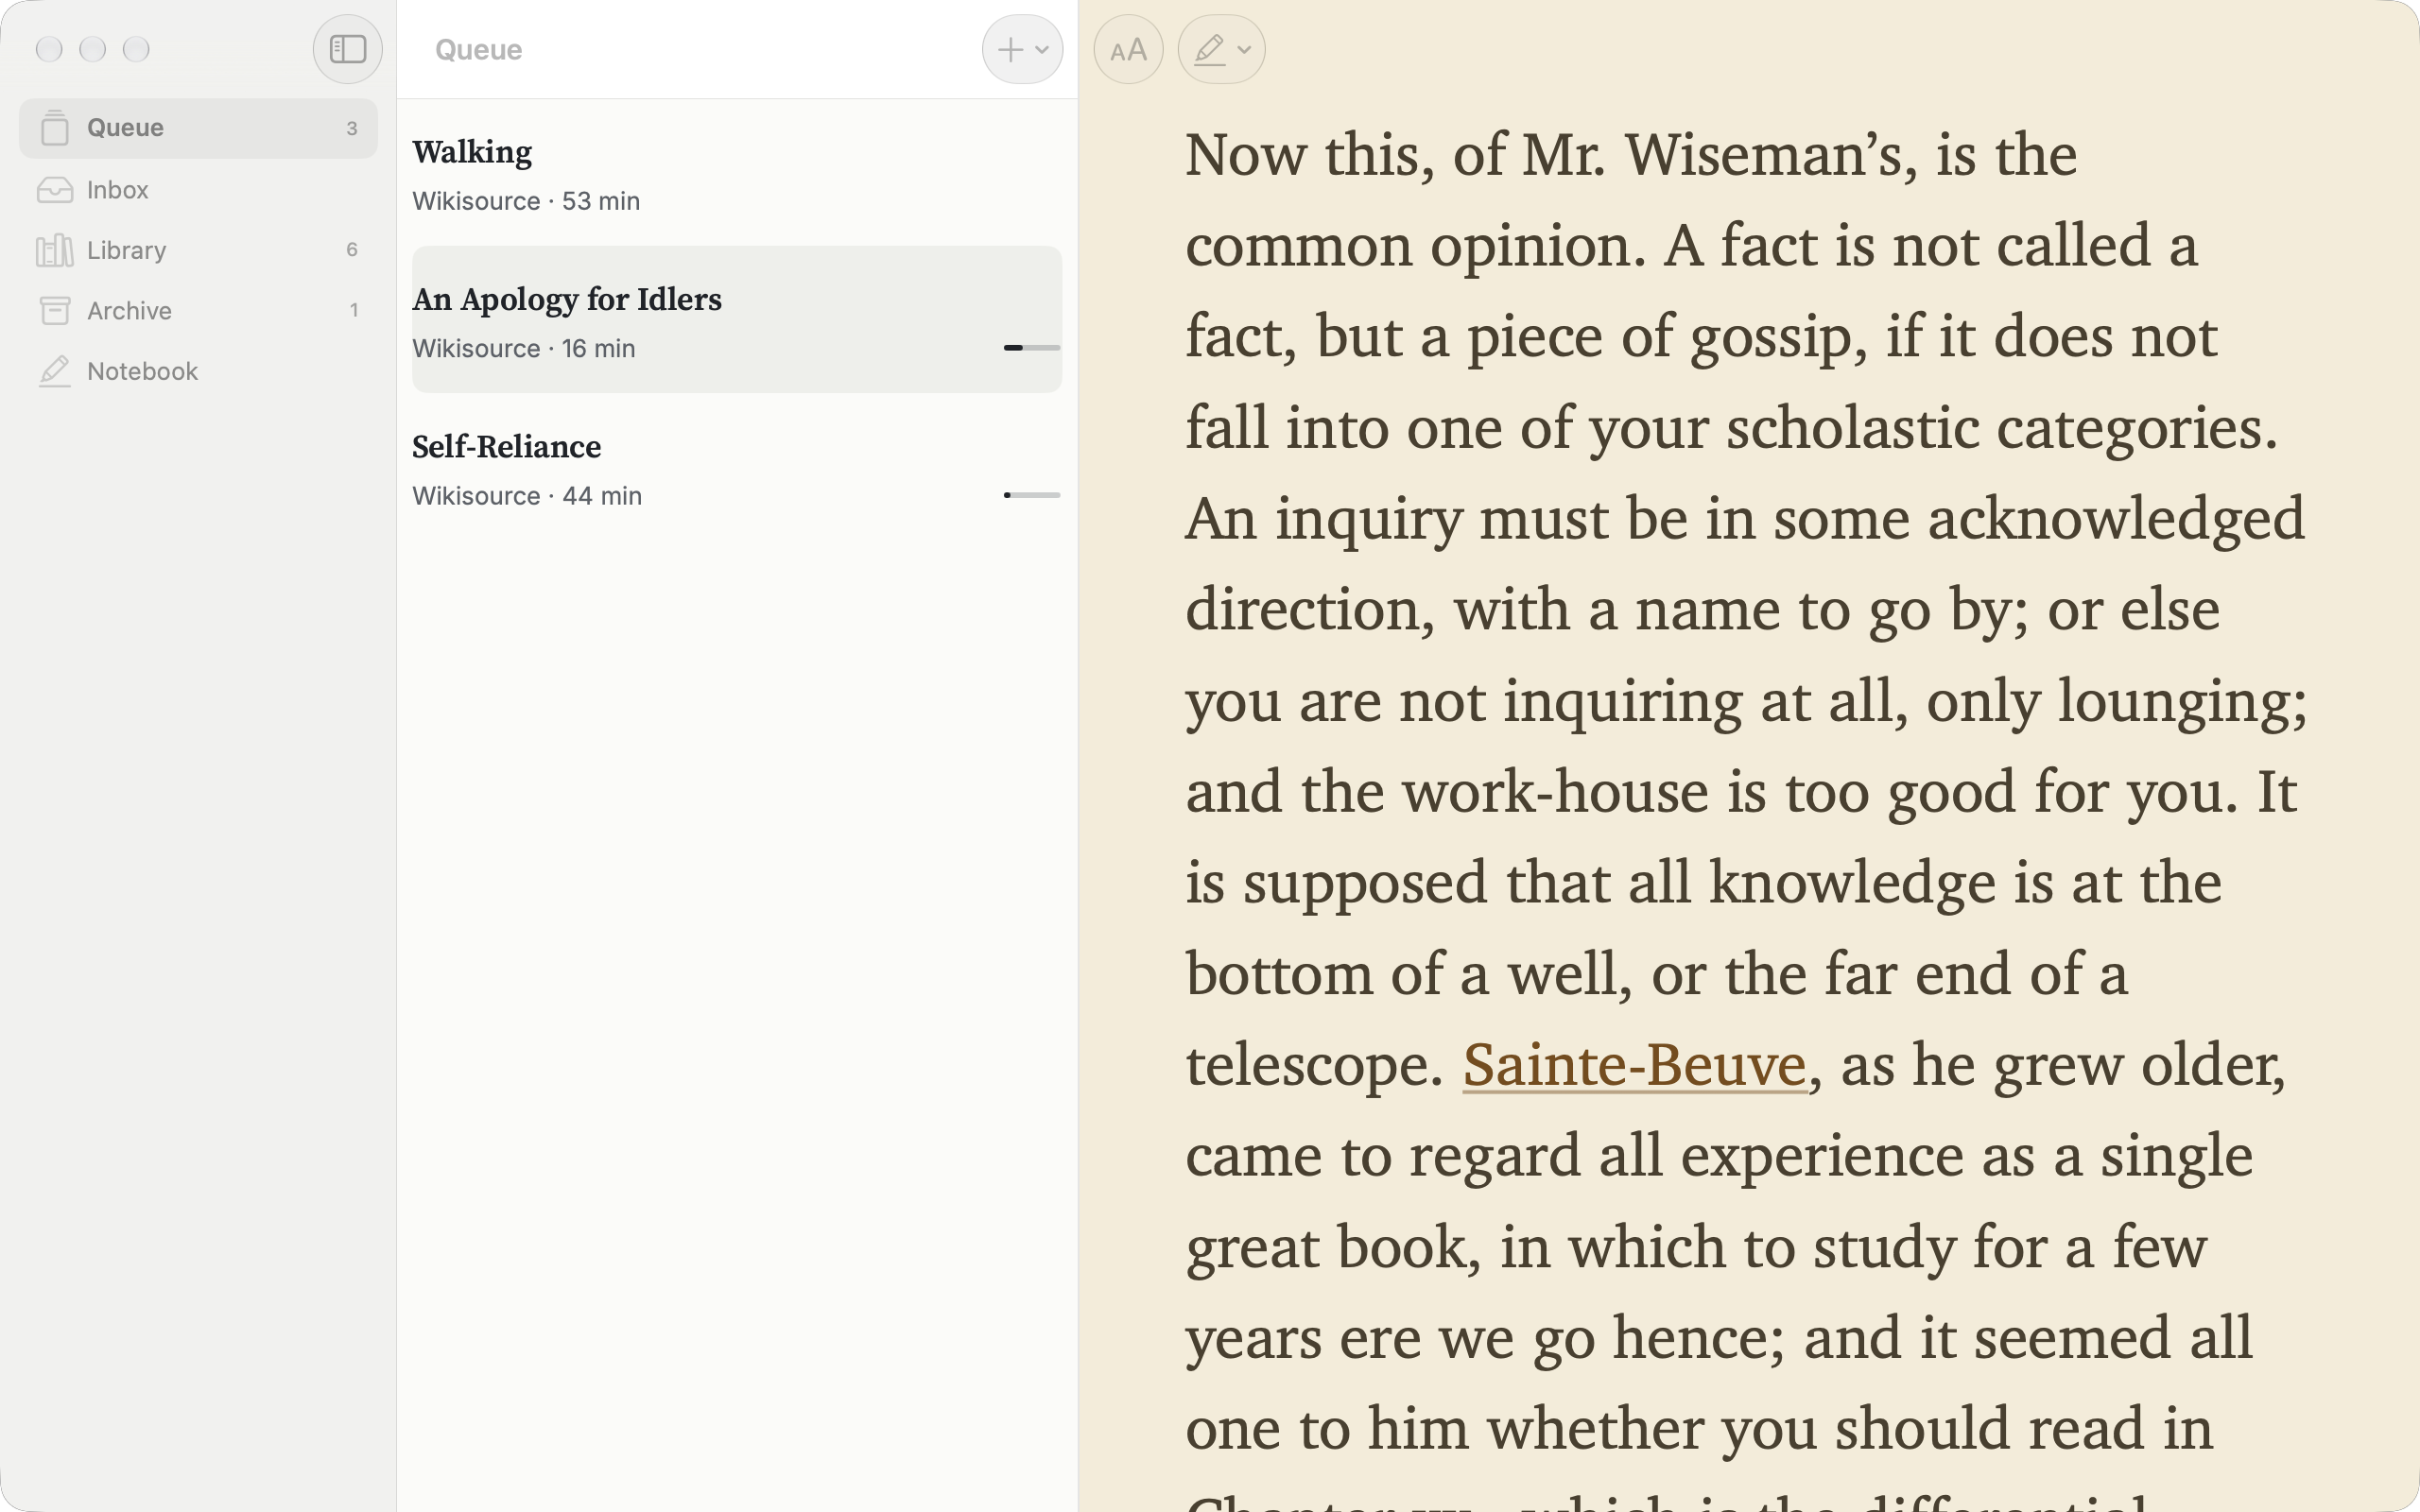 Queue
3
Inbox
Library
6
Archive
1
Notebook
Queue
Walking
Wikisource · 53 min
An Apology for Idlers
Wikisource · 16 min
Self-Reliance
Wikisource · 44 min
AA
Now this, of Mr. Wiseman’s, is the
common opinion. A fact is not called a
fact, but a piece of gossip, if it does not
fall into one of your scholastic categories.
An inquiry must be in some acknowledged
direction, with a name to go by; or else
you are not inquiring at all, only lounging;
and the work-house is too good for you. It
is supposed that all knowledge is at the
bottom of a well, or the far end of a
telescope. Sainte-Beuve, as he grew older,
came to regard all experience as a single
great book, in which to study for a few
years ere we go hence; and it seemed all
one to him whether you should read in
Chapter xx., which is the differential